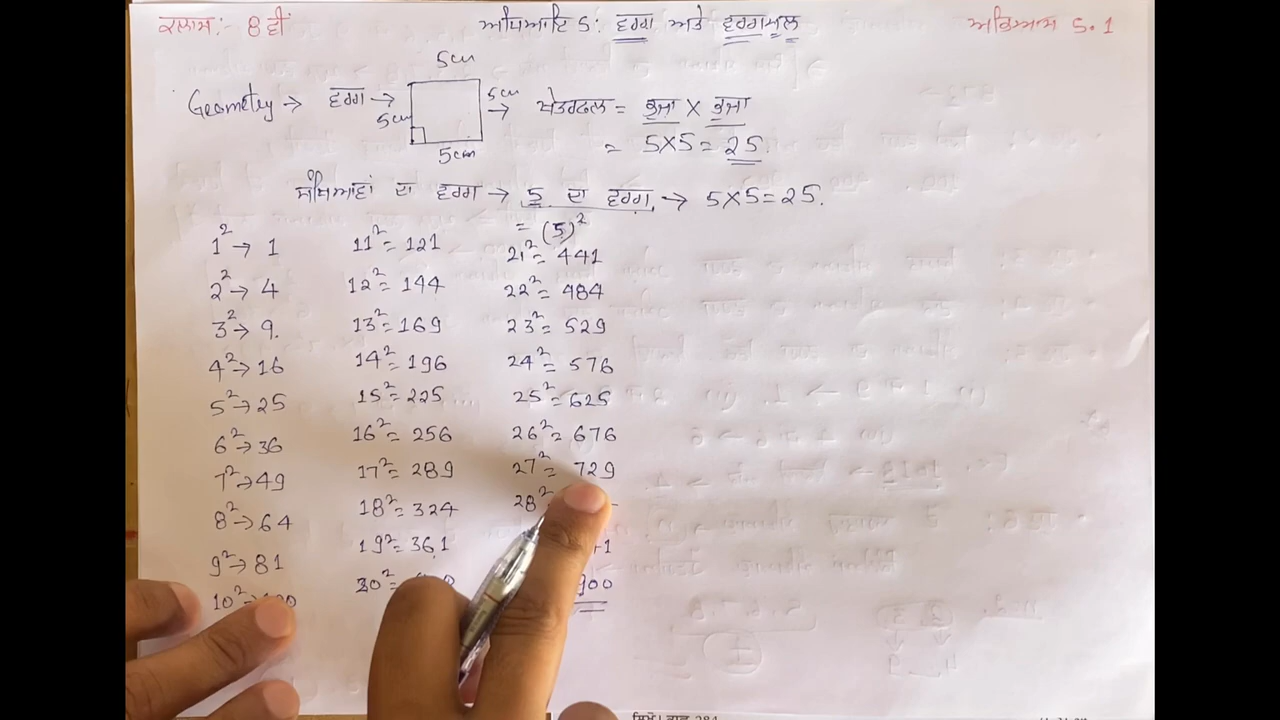 ਕਲਾਸ:- 8 ਵੀਂ ਅਧਿਆਇ 5: ਵਰਗ ਅਤੇ ਵਰਗਮੂਲ ਅਭਿਆਸ 5.1
5cm
Geometry → ਵਰਗ → 5cm 5cm → ਖੇਤਰਫਲ = ਭੁਜਾ × ਭੁਜਾ
5cm = 5×5 = 25.
ਸੰਖਿਆਵਾਂ ਦਾ ਵਰਗ → 5 ਦਾ ਵਰਗ → 5×5=25.
= (5)²
1² → 1 11² = 121 21² = 441
2² → 4 12² = 144 22² = 484
3² → 9. 13² = 169 23² = 529
4² → 16 14² = 196 24² = 576
5² → 25 15² = 225 25² = 625
6² → 36 16² = 256 26² = 676
7² → 49 17² = 289 27² = 729
8² → 64 18² = 324 28²
9² → 81 19² = 361
10² 20² = 900